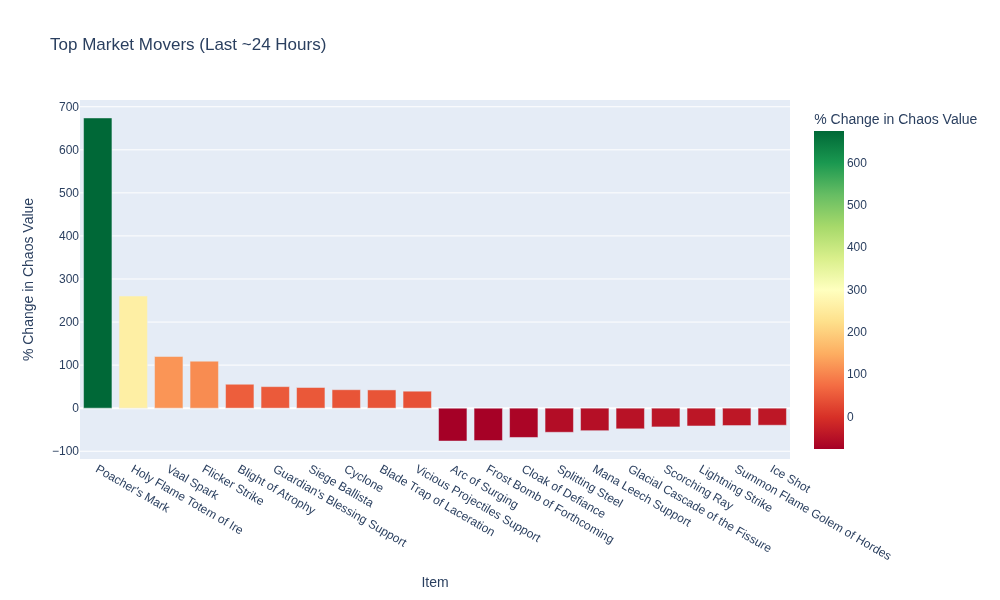 Top Market Movers (Last ~24 Hours)
% Change in Chaos Value
700
600
500
400
300
200
100
0
−100
Poacher's Mark
Holy Flame Totem of Ire
Vaal Spark
Flicker Strike
Blight of Atrophy
Guardian's Blessing Support
Siege Ballista
Cyclone
Blade Trap of Laceration
Vicious Projectiles Support
Arc of Surging
Frost Bomb of Forthcoming
Cloak of Defiance
Splitting Steel
Mana Leech Support
Glacial Cascade of the Fissure
Scorching Ray
Lightning Strike
Summon Flame Golem of Hordes
Ice Shot
Item
% Change in Chaos Value
600
500
400
300
200
100
0